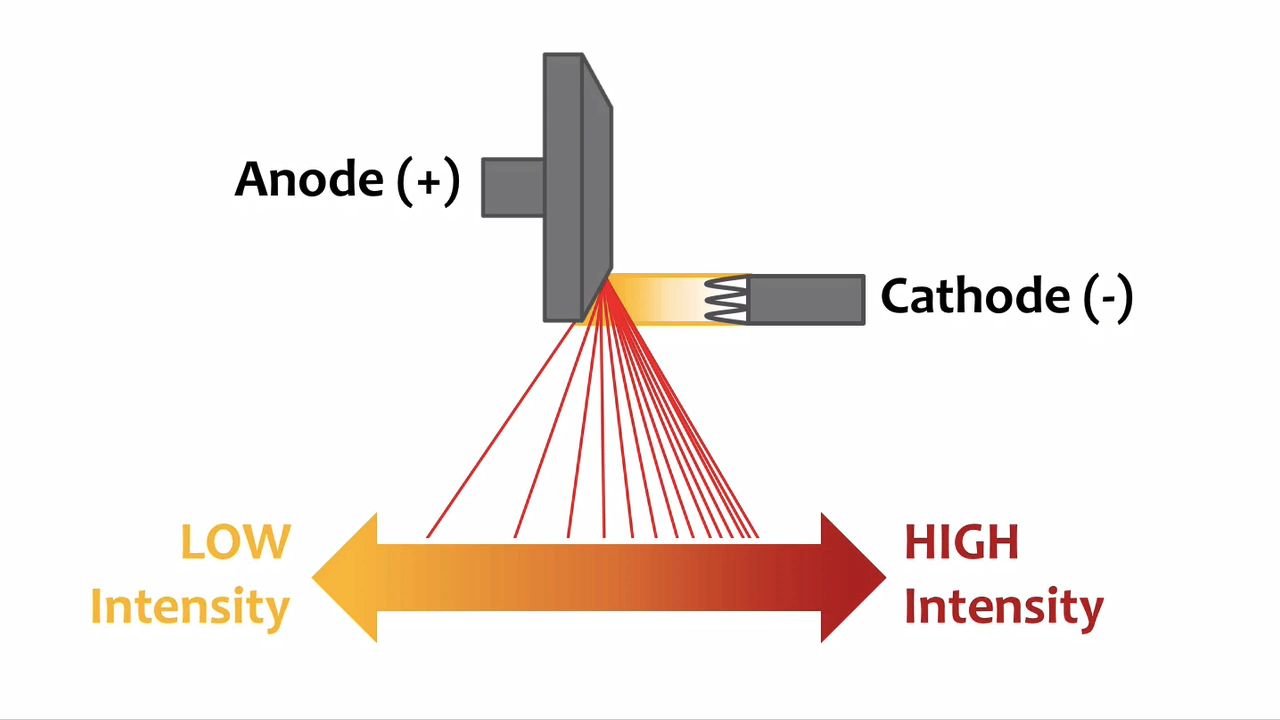 Anode (+)
Cathode (-)
LOW
Intensity
HIGH
Intensity